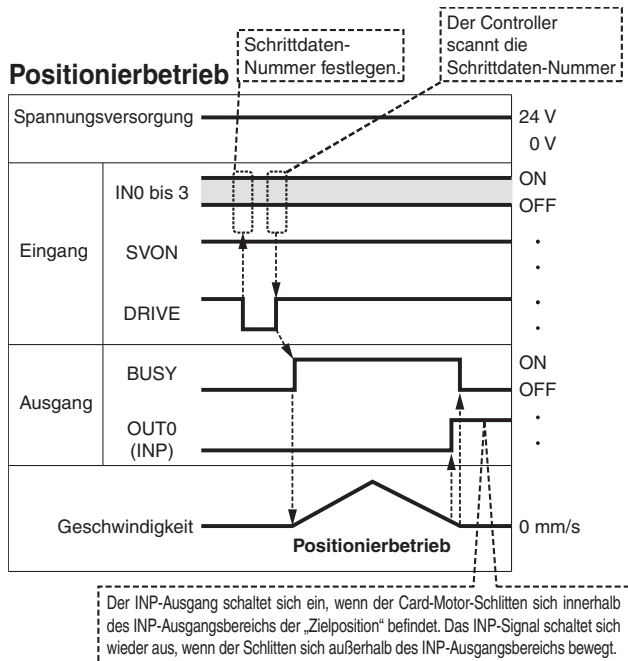 Schrittdaten-
Nummer festlegen.
Der Controller
scannt die
Schrittdaten-Nummer
Positionierbetrieb
Spannungsversorgung
24 V
0 V
Eingang
IN0 bis 3
ON
OFF
SVON
DRIVE
Ausgang
BUSY
ON
OFF
OUT0
(INP)
Geschwindigkeit
0 mm/s
Positionierbetrieb
Der INP-Ausgang schaltet sich ein, wenn der Card-Motor-Schlitten sich innerhalb
des INP-Ausgangsbereichs der „Zielposition“ befindet. Das INP-Signal schaltet sich
wieder aus, wenn der Schlitten sich außerhalb des INP-Ausgangsbereichs bewegt.